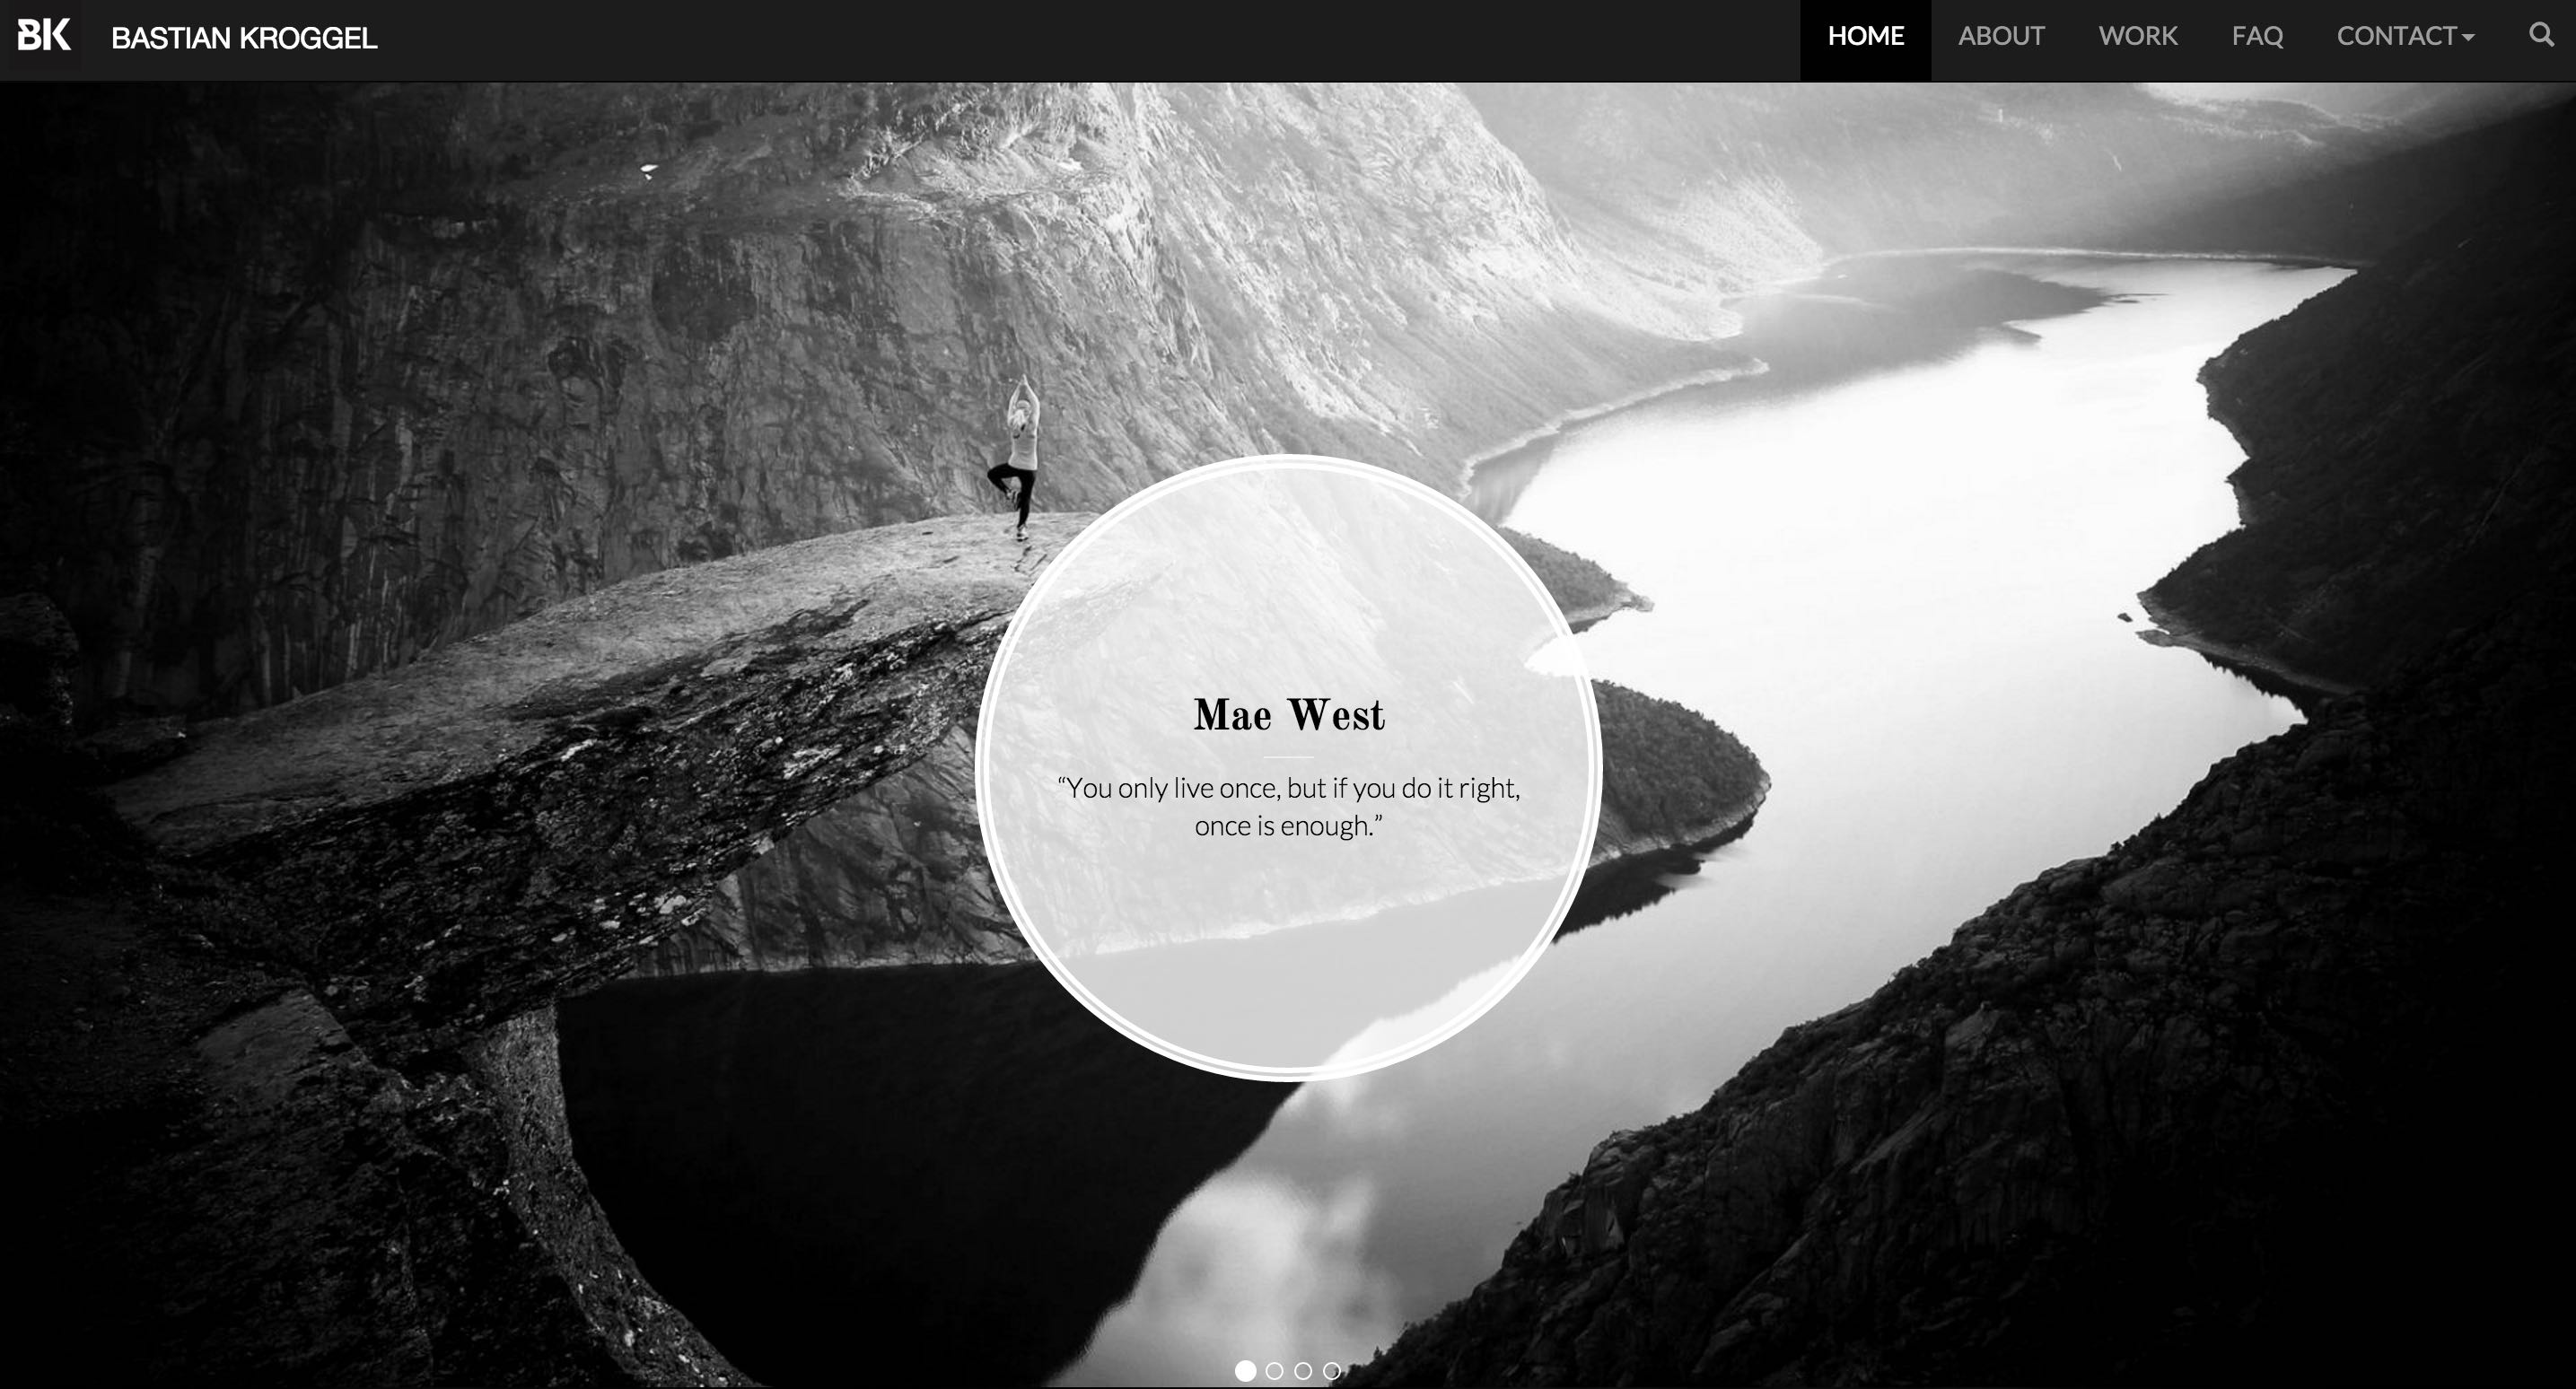 BK
BASTIAN KROGGEL
HOME
ABOUT
WORK
FAQ
CONTACT
Mae West
“You only live once, but if you do it right,
once is enough.”